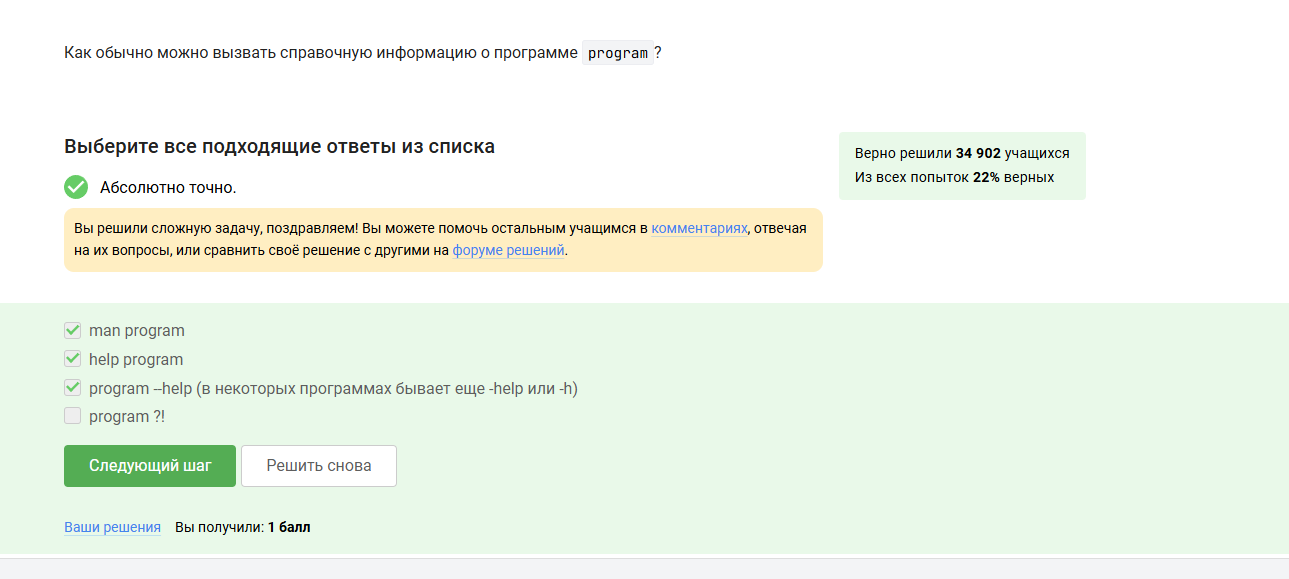 Как обычно можно вызвать справочную информацию о программе program?
Выберите все подходящие ответы из списка
Верно решили 34 902 учащихся
Из всех попыток 22% верных
Абсолютно точно.
Вы решили сложную задачу, поздравляем! Вы можете помочь остальным учащимся в комментариях, отвечая
на их вопросы, или сравнить своё решение с другими на форуме решений.
man program
help program
program --help (в некоторых программах бывает еще -help или -h)
program ?!
Следующий шаг
Решить снова
Ваши решения Вы получили: 1 балл